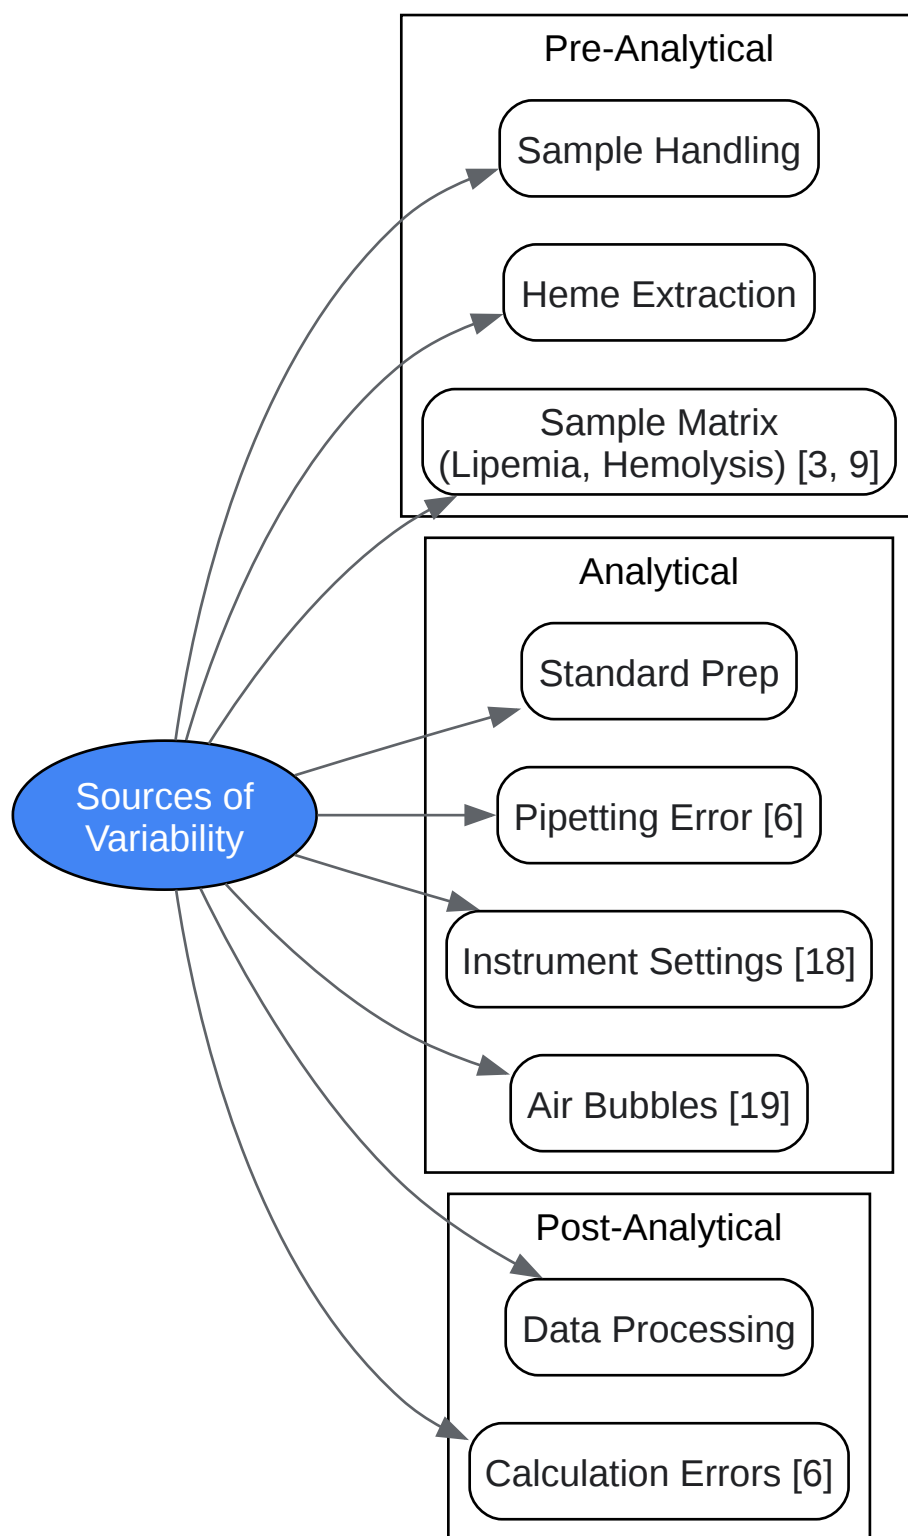 Pre-Analytical
Sample Handling
Heme Extraction
Sample Matrix
(Lipemia, Hemolysis) [3, 9]
Analytical
Standard Prep
Sources of
Variability
Pipetting Error [6]
Instrument Settings [18]
Air Bubbles [19]
Post-Analytical
Data Processing
Calculation Errors [6]